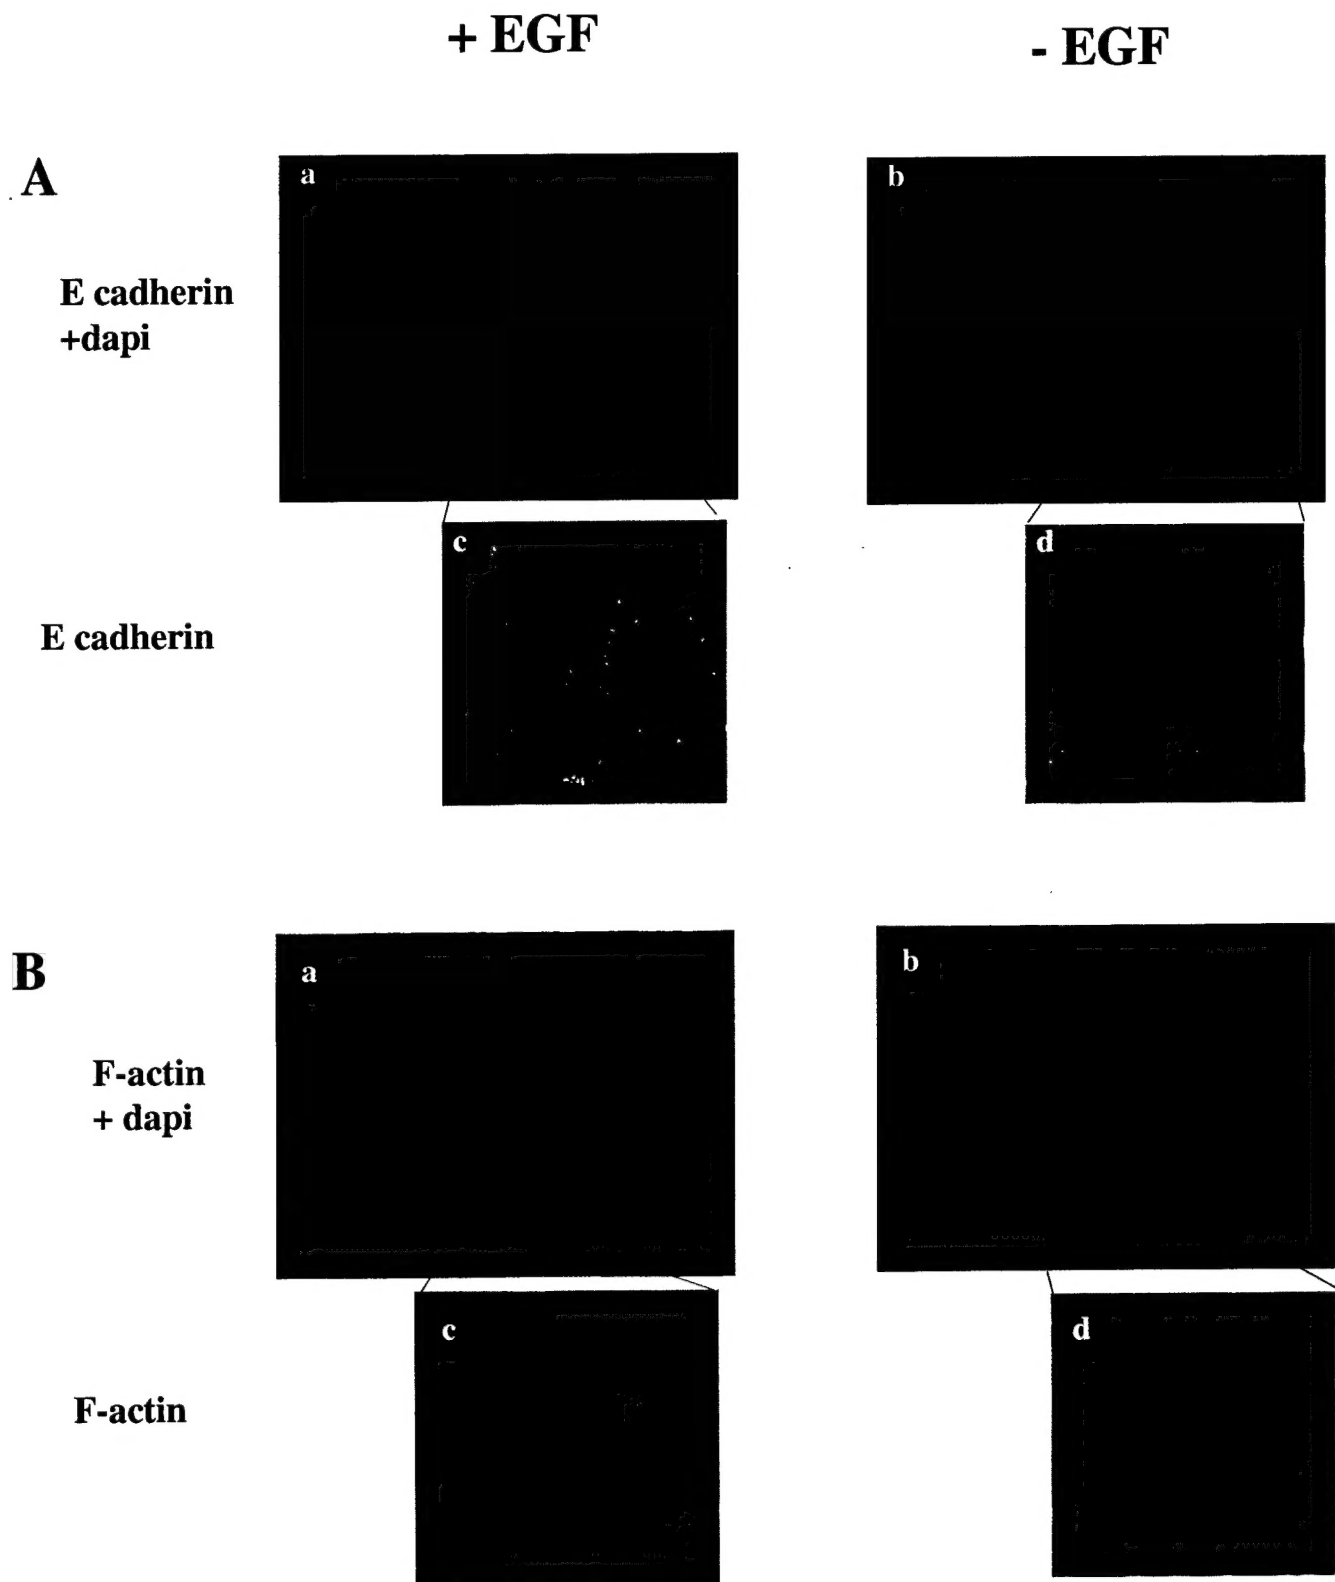 + EGF
- EGF
A
a
b
E cadherin
+dapi
c
d
E cadherin
B
a
b
F-actin
+ dapi
c
d
F-actin